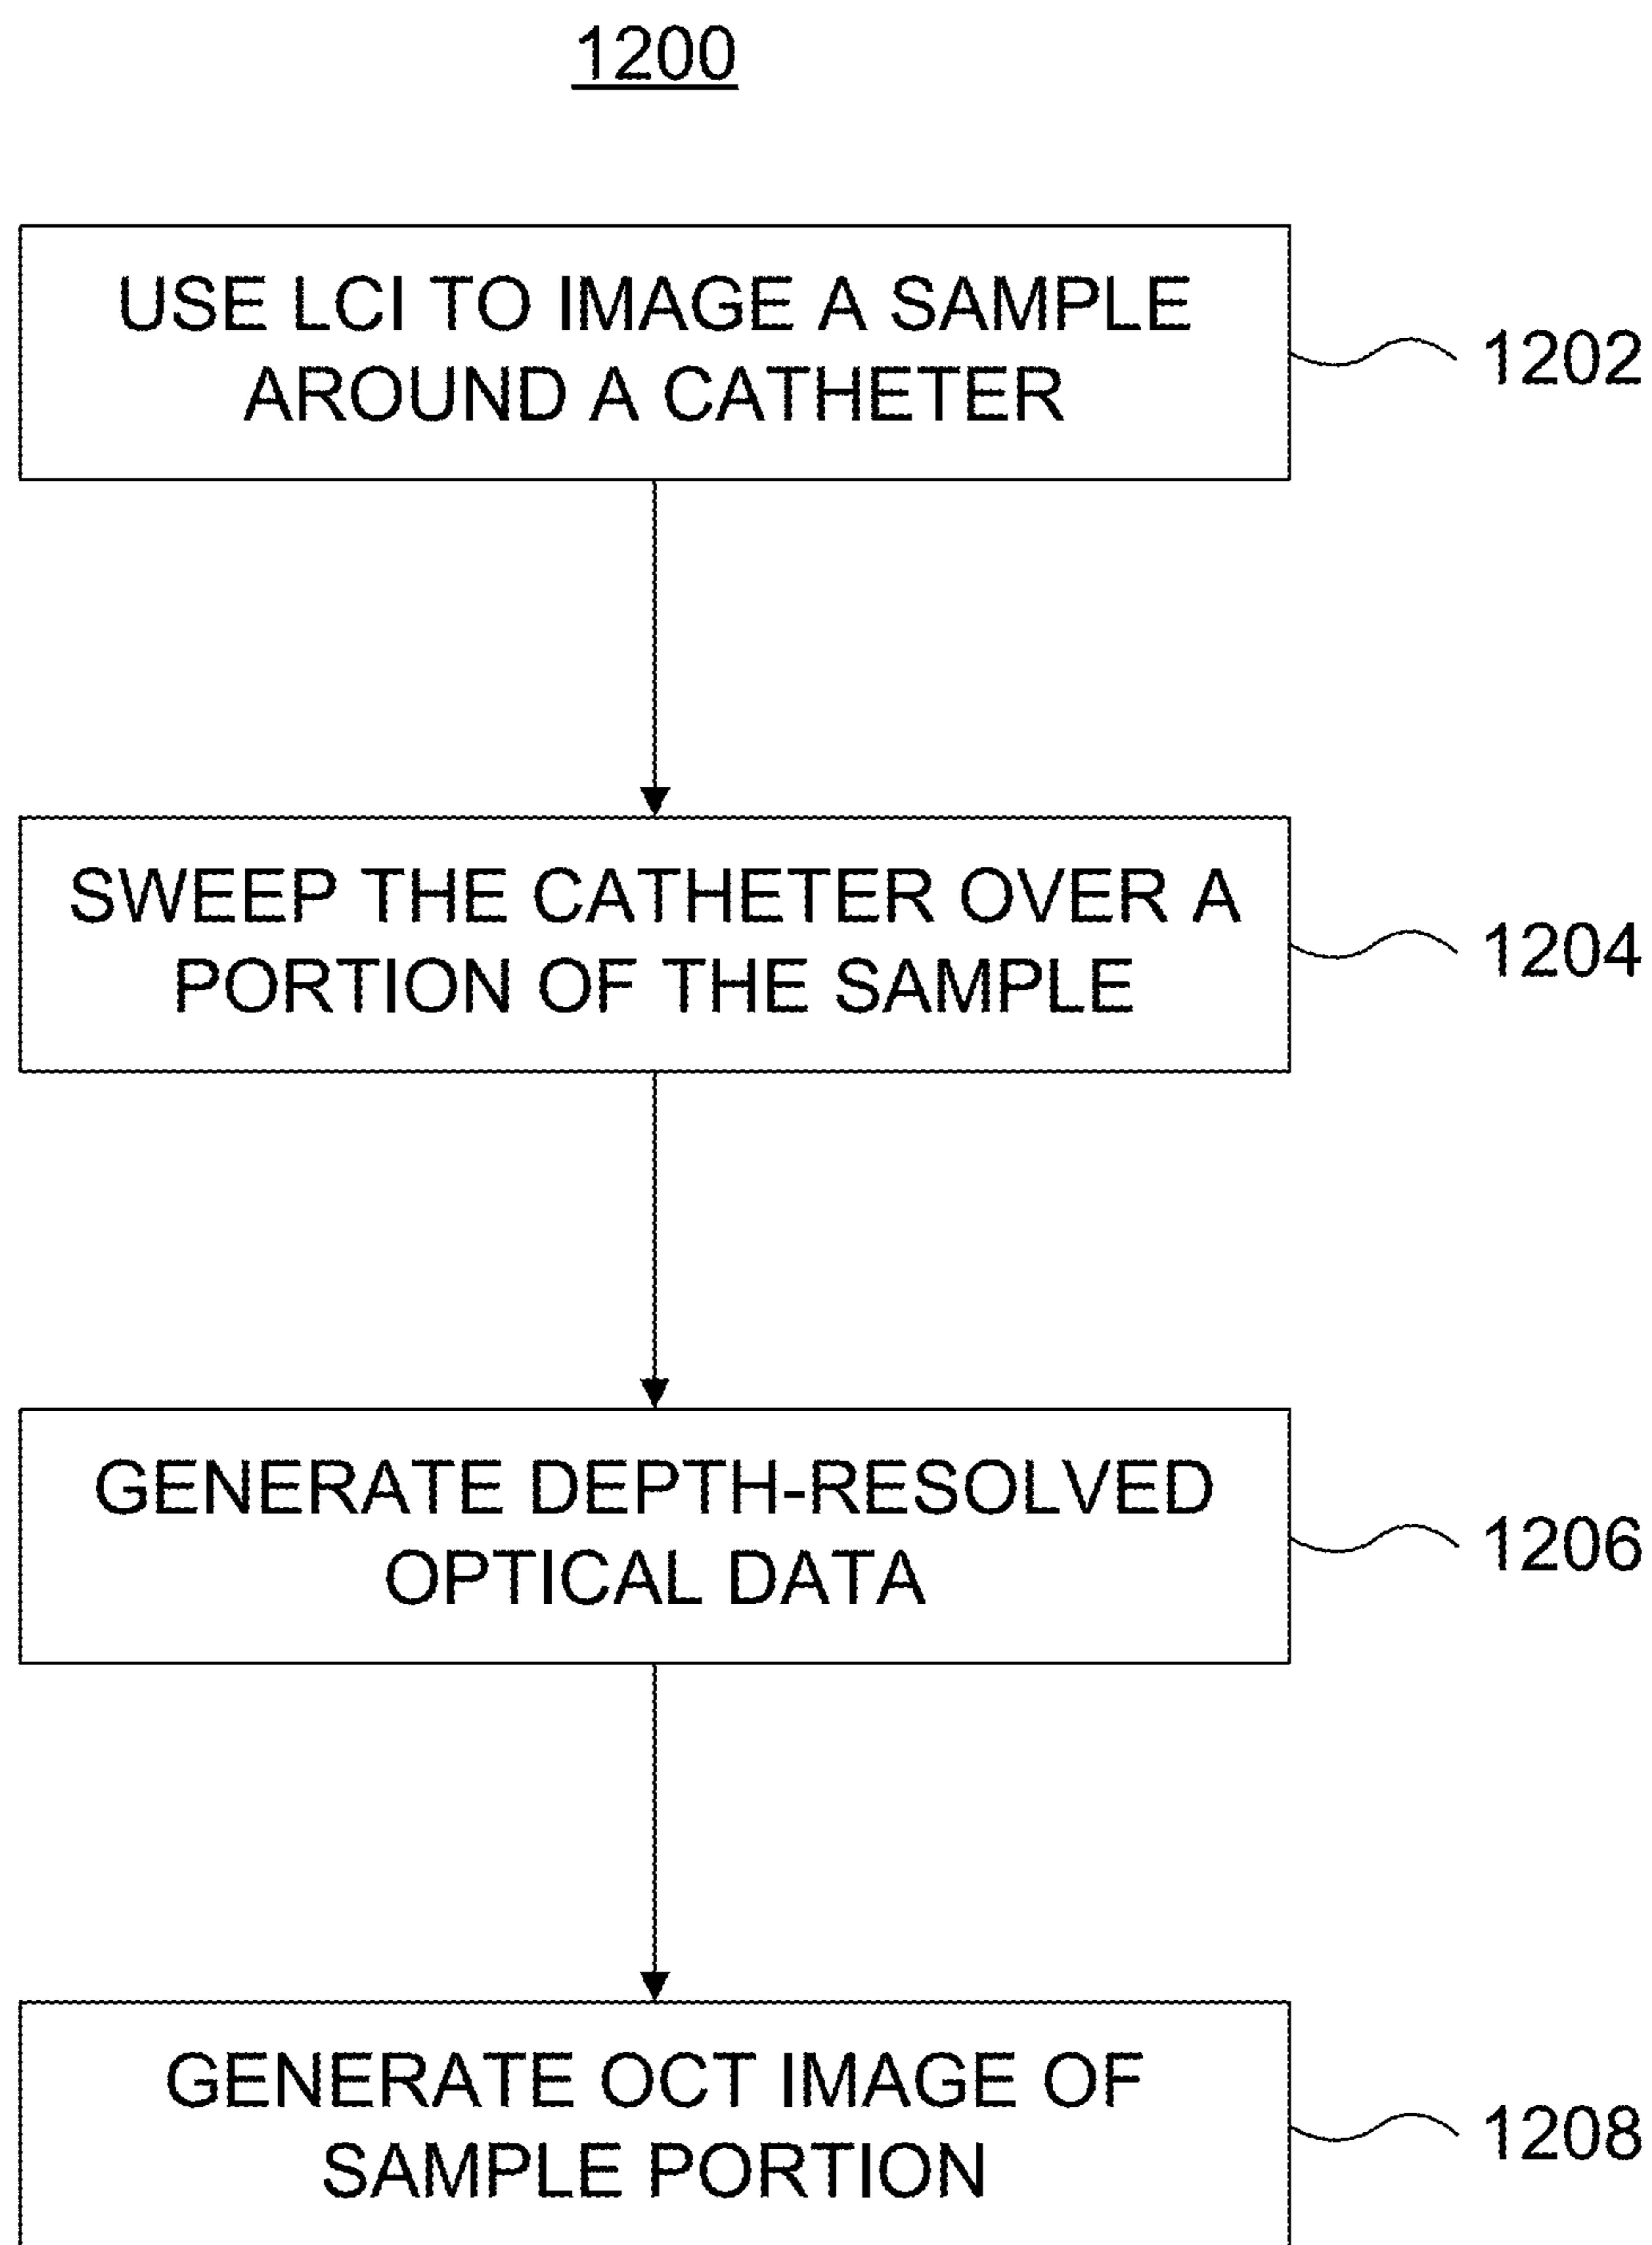 1200
USE LCI TO IMAGE A SAMPLE
AROUND A CATHETER
1202
SWEEP THE CATHETER OVER A
PORTION OF THE SAMPLE
1204
GENERATE DEPTH-RESOLVED
OPTICAL DATA
1206
GENERATE OCT IMAGE OF
SAMPLE PORTION
1208